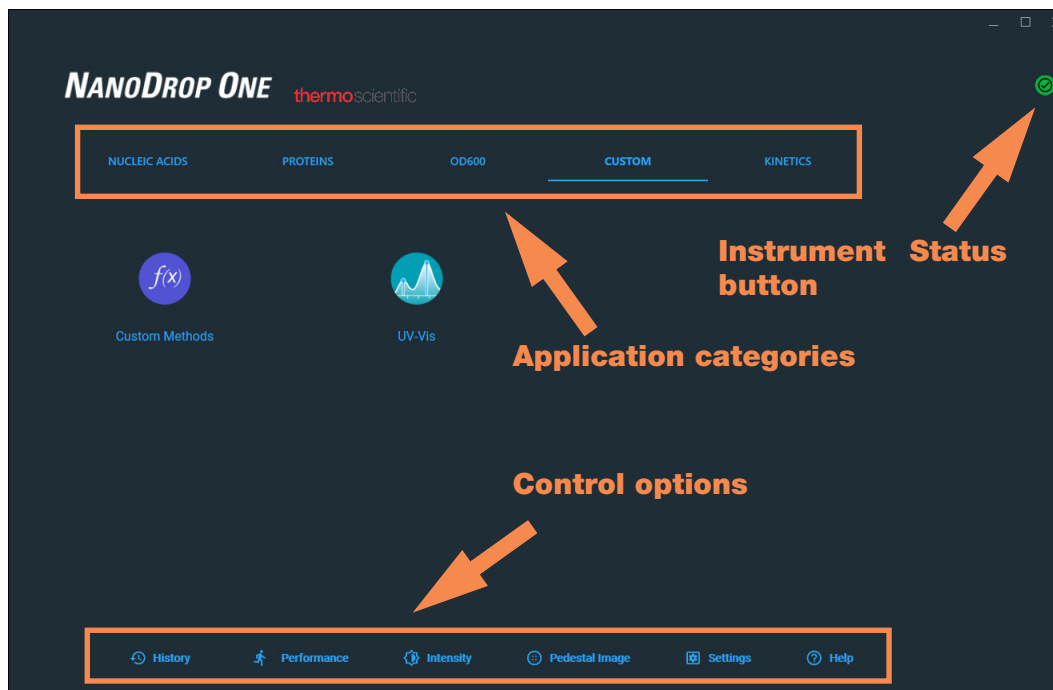 NANODROP ONE thermoscientific
NUCLEIC ACIDS PROTEINS OD600 CUSTOM KINETICS
Instrument Status
button
f(x)
Custom Methods UV-Vis
Application categories
Control options
History Performance Intensity Pedestal Image Settings Help